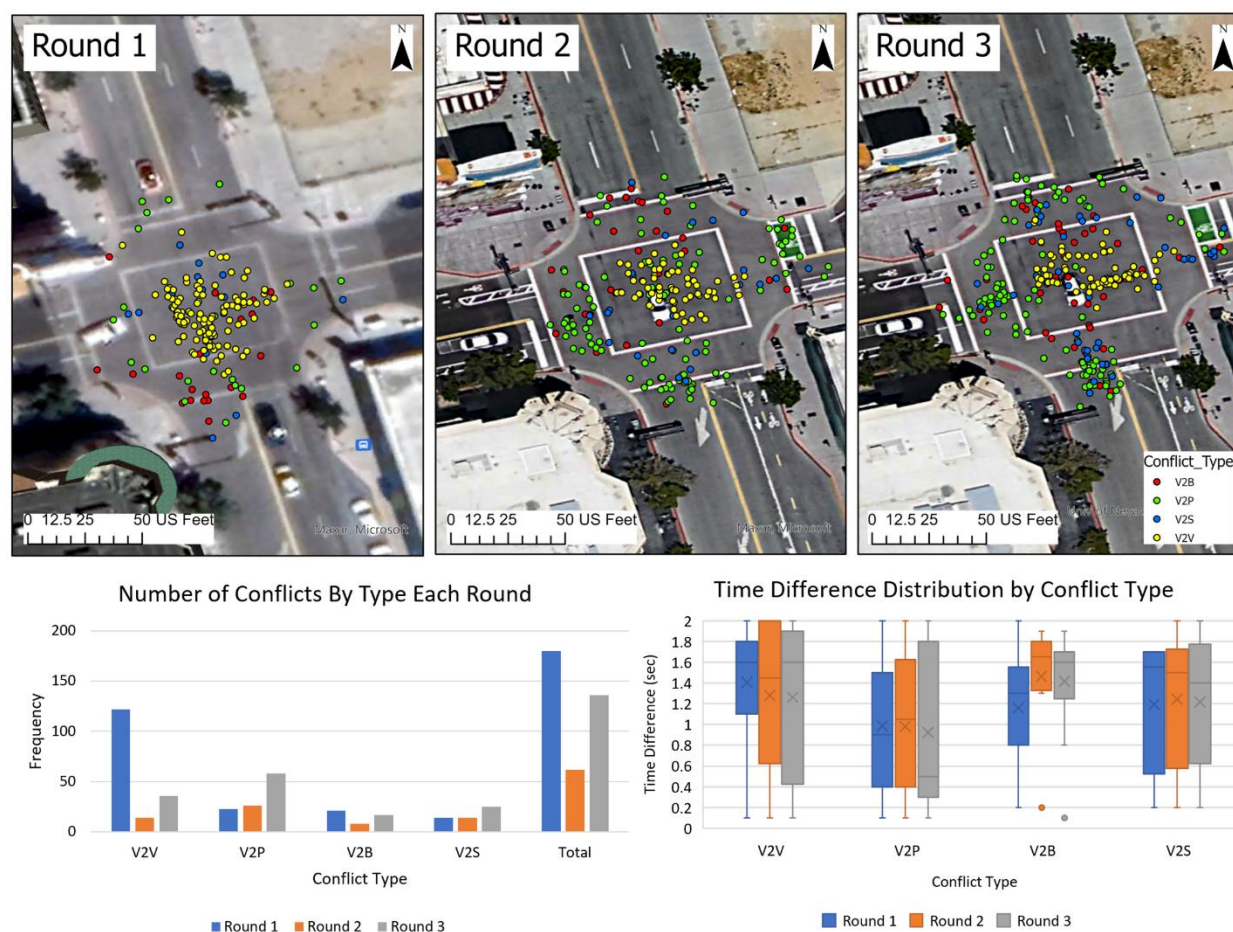 Round 1
N
0 12.5 25 50 US Feet
Maxar, Microsoft
Round 2
N
0 12.5 25 50 US Feet
Maxar, Microsoft
Round 3
N
Conflict_Type
V2B
V2P
V2S
V2V
0 12.5 25 50 US Feet
Number of Conflicts By Type Each Round
Frequency
200
150
100
50
0
V2V V2P V2B V2S Total
Conflict Type
Round 1 Round 2 Round 3
Time Difference Distribution by Conflict Type
Time Difference (sec)
2
1.8
1.6
1.4
1.2
1
0.8
0.6
0.4
0.2
0
V2V V2P V2B V2S
Conflict Type
Round 1 Round 2 Round 3